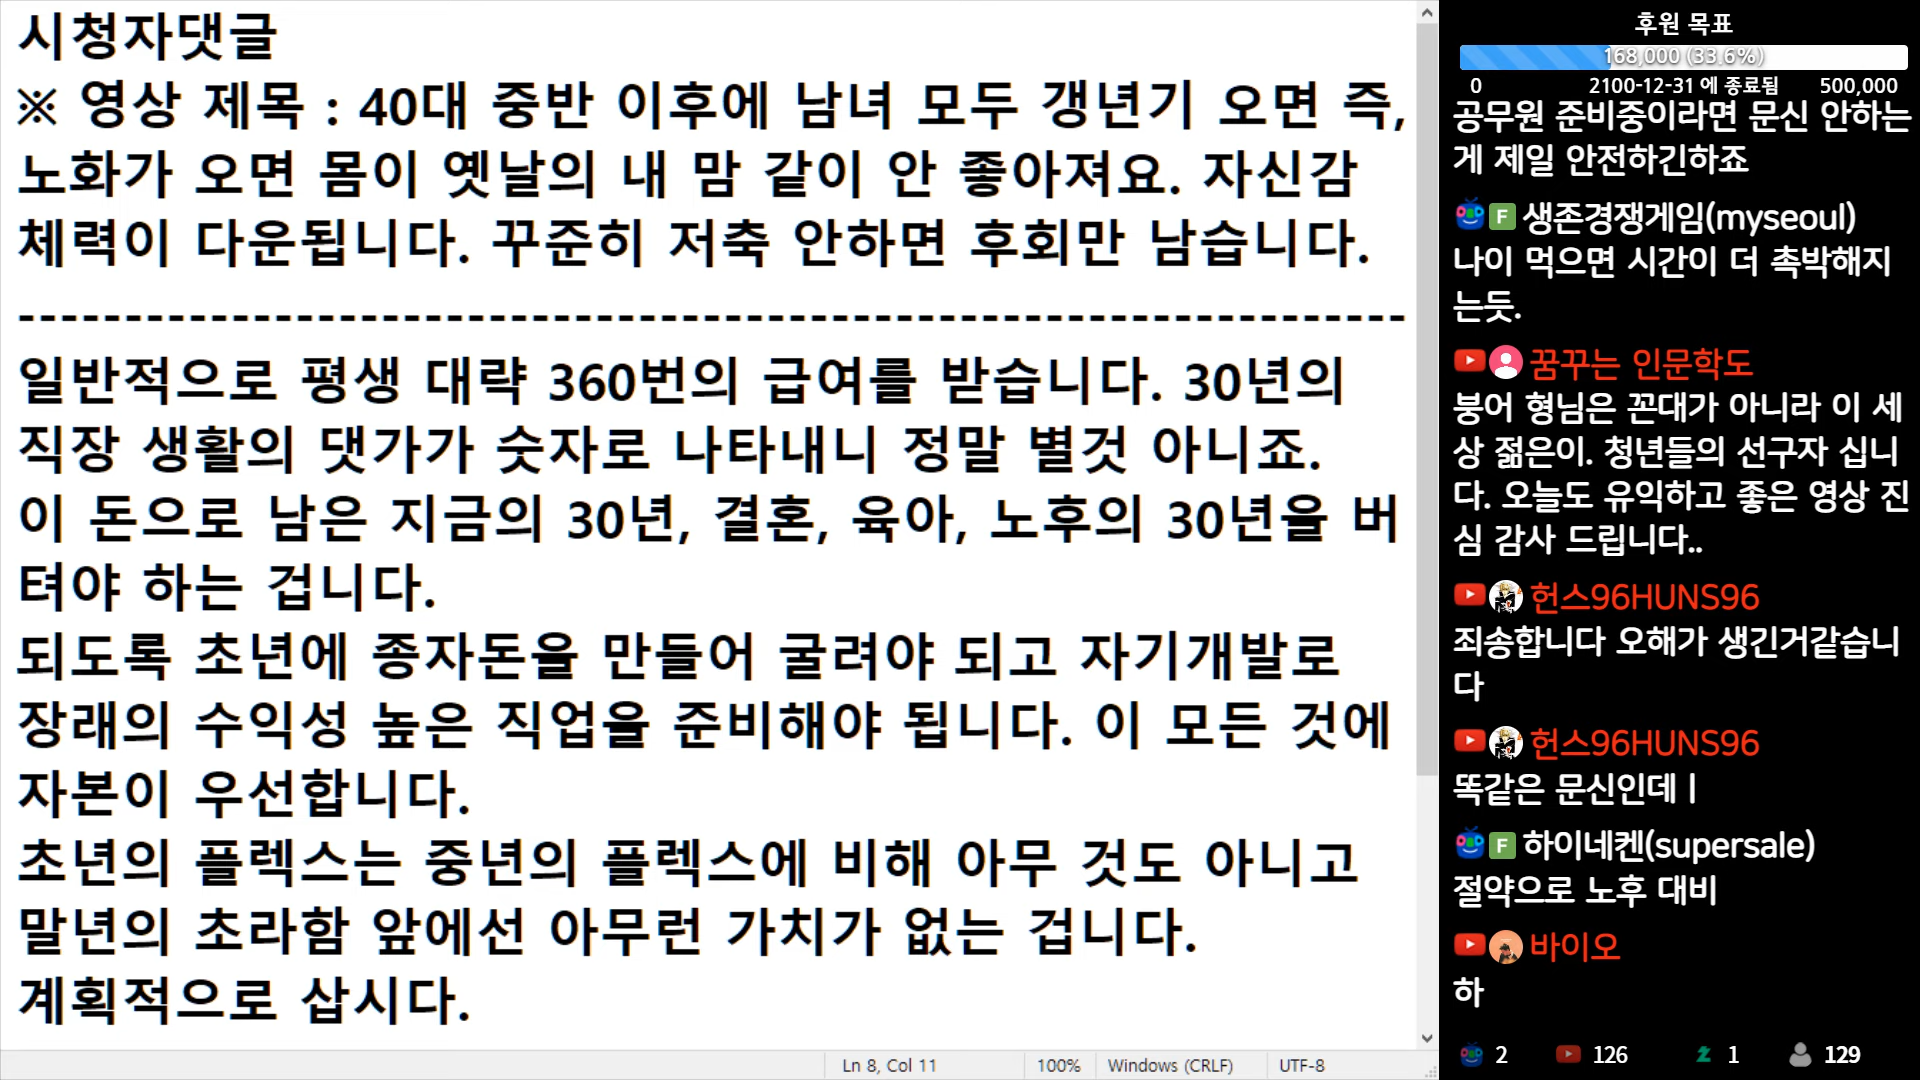 시청자댓글
※ 영상 제목 : 40대 중반 이후에 남녀 모두 갱년기 오면 즉,
노화가 오면 몸이 옛날의 내 맘 같이 안 좋아져요. 자신감
체력이 다운됩니다. 꾸준히 저축 안하면 후회만 남습니다.
-----------------------------------------------------------------
일반적으로 평생 대략 360번의 급여를 받습니다. 30년의
직장 생활의 댓가가 숫자로 나타내니 정말 별것 아니죠.
이 돈으로 남은 지금의 30년, 결혼, 육아, 노후의 30년을 버
텨야 하는 겁니다.
되도록 초년에 종자돈을 만들어 굴려야 되고 자기개발로
장래의 수익성 높은 직업을 준비해야 됩니다. 이 모든 것에
자본이 우선합니다.
초년의 플렉스는 중년의 플렉스에 비해 아무 것도 아니고
말년의 초라함 앞에선 아무런 가치가 없는 겁니다.
계획적으로 삽시다.
Ln 8, Col 11
100%
Windows (CRLF)
UTF-8
후원 목표
168,000 (33.6%)
0 2100-12-31 에 종료됨 500,000
공무원 준비중이라면 문신 안하는
게 제일 안전하긴하죠
F 생존경쟁게임(myseoul)
나이 먹으면 시간이 더 촉박해지
는듯.
꿈꾸는 인문학도
붕어 형님은 꼰대가 아니라 이 세
상 젊은이. 청년들의 선구자 십니
다. 오늘도 유익하고 좋은 영상 진
심 감사 드립니다..
헌스96HUNS96
죄송합니다 오해가 생긴거같습니
다
헌스96HUNS96
똑같은 문신인데ㅣ
F 하이네켄(supersale)
절약으로 노후 대비
바이오
하
2 126 1 129